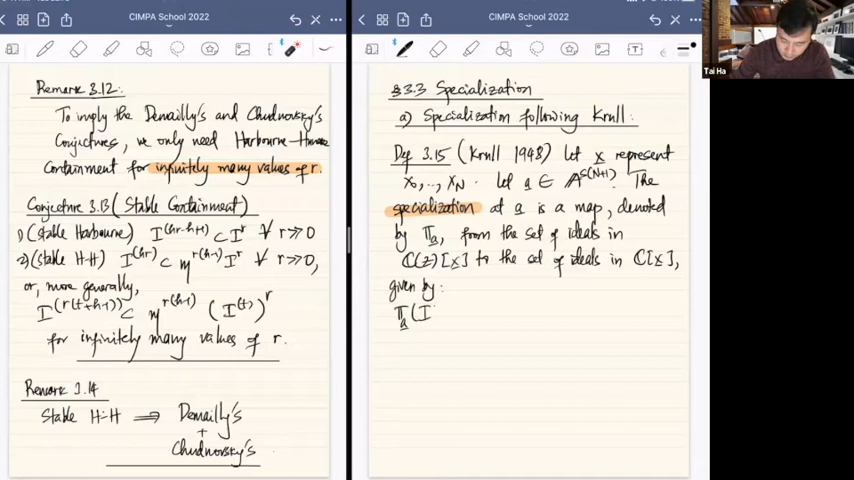 CIMPA School 2022
Remark 3.12
To imply the Demailly's and Chudnovsky's
Conjectures, we only need Harbourne-Huneke
Containment for infinitely many values of r.
Conjecture 3.13 (Stable Containment)
1) (stable Harbourne) I^(hr-h+1) ⊂ I^r ∀ r>>0
2) (stable H-H) I^(hr) ⊂ m^r(h-1) I^r ∀ r>>0,
or, more generally,
I^(r(t+h-1)) ⊂ m^r(h-1) (I^(t))^r
for infinitely many values of r.
Remark 3.14
Stable H-H ⟹ Demailly's
+
Chudnovsky's
CIMPA School 2022
§3.3 Specialization
a) Specialization following Krull:
Def 3.15 (Krull 1948) let x represent
x0,..., xN. let a ∈ A^S(N+1). The
specialization at a is a map, denoted
by π_a, from the set of ideals in
C(z)[x] to the set of ideals in C[x],
given by:
π_a(I
Tai Ha